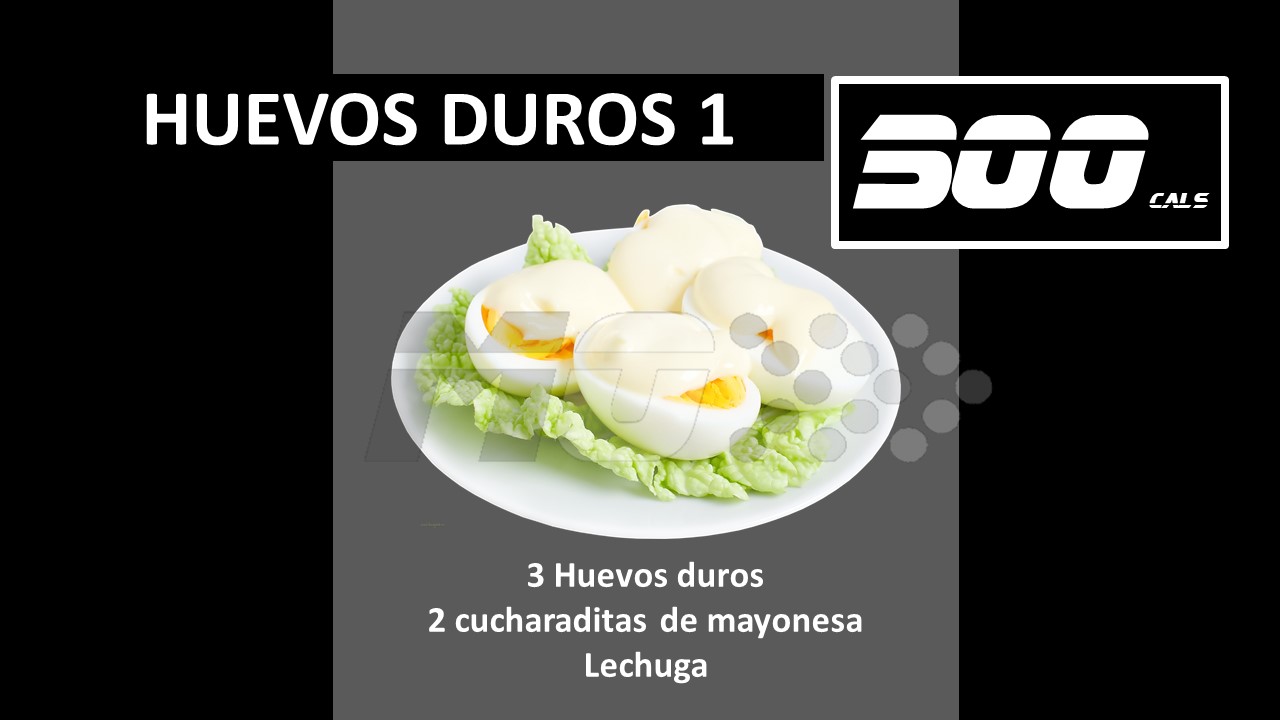 HUEVOS DUROS 1
300
CALS
3 Huevos duros
2 cucharaditas de mayonesa
Lechuga